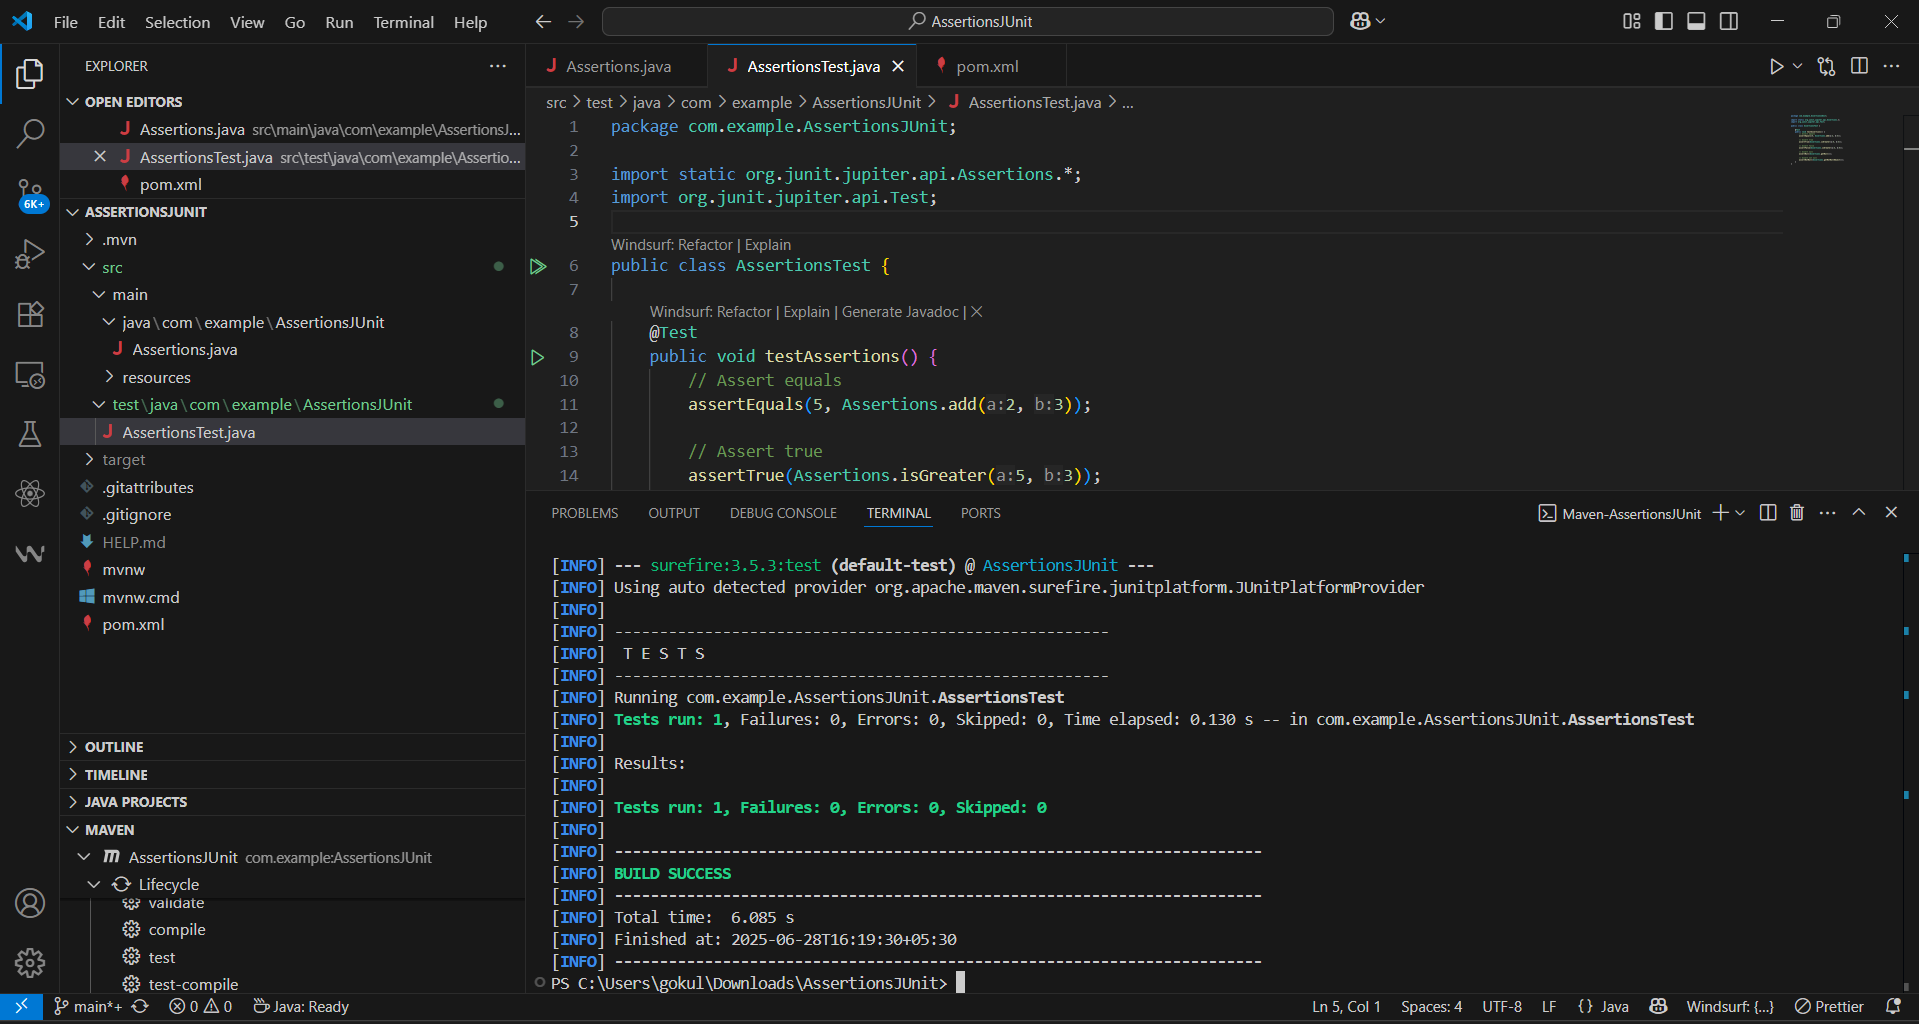 File Edit Selection View Go Run Terminal Help
AssertionsJUnit
EXPLORER
OPEN EDITORS
Assertions.java src\main\java\com\example\AssertionsJ...
AssertionsTest.java src\test\java\com\example\Assertio...
pom.xml
6K+
ASSERTIONSJUNIT
.mvn
src
main
java\com\example\AssertionsJUnit
Assertions.java
resources
test\java\com\example\AssertionsJUnit
AssertionsTest.java
target
.gitattributes
.gitignore
HELP.md
mvnw
mvnw.cmd
pom.xml
OUTLINE
TIMELINE
JAVA PROJECTS
MAVEN
AssertionsJUnit com.example:AssertionsJUnit
Lifecycle
validate
compile
test
test-compile
Assertions.java AssertionsTest.java pom.xml
src > test > java > com > example > AssertionsJUnit > AssertionsTest.java > ...
1 package com.example.AssertionsJUnit;
2
3 import static org.junit.jupiter.api.Assertions.*;
4 import org.junit.jupiter.api.Test;
5
Windsurf: Refactor | Explain
6 public class AssertionsTest {
7
Windsurf: Refactor | Explain | Generate Javadoc | ×
8 @Test
9 public void testAssertions() {
10 // Assert equals
11 assertEquals(5, Assertions.add(a:2, b:3));
12
13 // Assert true
14 assertTrue(Assertions.isGreater(a:5, b:3));
PROBLEMS OUTPUT DEBUG CONSOLE TERMINAL PORTS
Maven-AssertionsJUnit
[INFO] --- surefire:3.5.3:test (default-test) @ AssertionsJUnit ---
[INFO] Using auto detected provider org.apache.maven.surefire.junitplatform.JUnitPlatformProvider
[INFO]
[INFO] -------------------------------------------------------
[INFO]  T E S T S
[INFO] -------------------------------------------------------
[INFO] Running com.example.AssertionsJUnit.AssertionsTest
[INFO] Tests run: 1, Failures: 0, Errors: 0, Skipped: 0, Time elapsed: 0.130 s -- in com.example.AssertionsJUnit.AssertionsTest
[INFO]
[INFO] Results:
[INFO]
[INFO] Tests run: 1, Failures: 0, Errors: 0, Skipped: 0
[INFO]
[INFO] ------------------------------------------------------------------------
[INFO] BUILD SUCCESS
[INFO] ------------------------------------------------------------------------
[INFO] Total time:  6.085 s
[INFO] Finished at: 2025-06-28T16:19:30+05:30
[INFO] ------------------------------------------------------------------------
PS C:\Users\gokul\Downloads\AssertionsJUnit>
main*+ 0 0 Java: Ready
Ln 5, Col 1 Spaces: 4 UTF-8 LF {} Java Windsurf: {...} Prettier